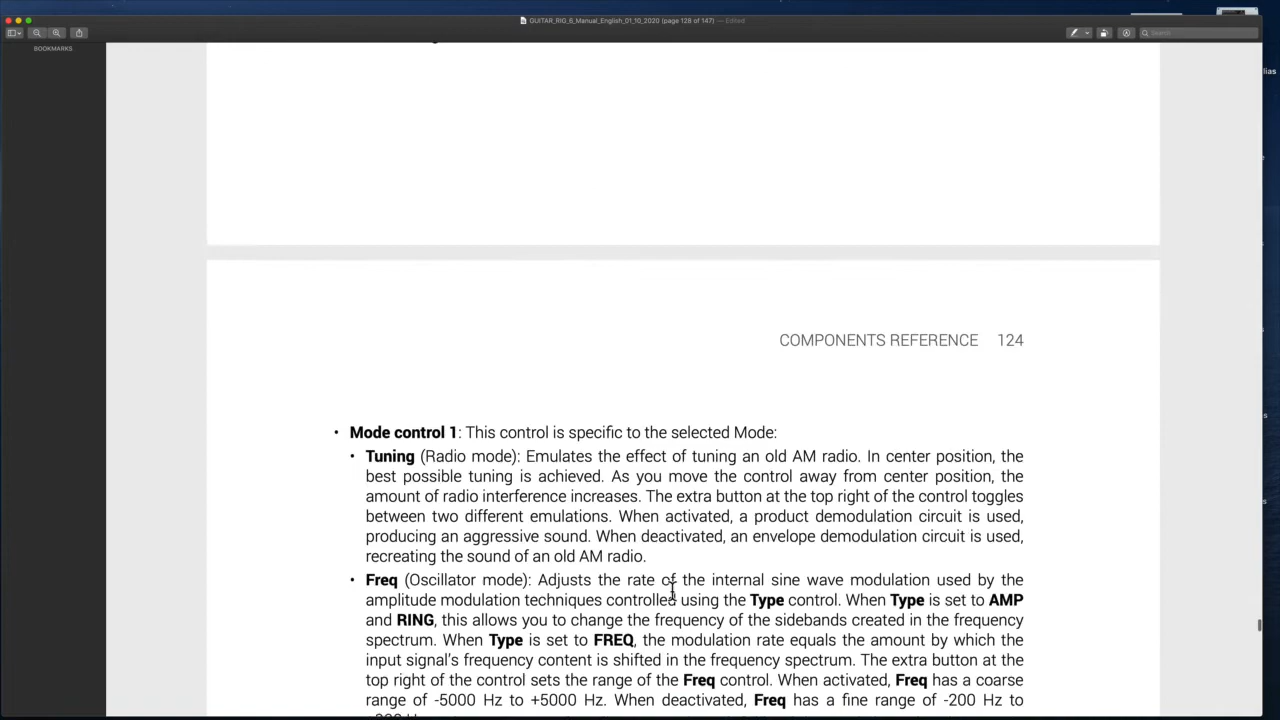 GUITAR_RIG_6_Manual_English_01_10_2020 (page 128 of 147) — Edited
Search
BOOKMARKS
lias
COMPONENTS REFERENCE 124
• Mode control 1: This control is specific to the selected Mode:
• Tuning (Radio mode): Emulates the effect of tuning an old AM radio. In center position, the
best possible tuning is achieved. As you move the control away from center position, the
amount of radio interference increases. The extra button at the top right of the control toggles
between two different emulations. When activated, a product demodulation circuit is used,
producing an aggressive sound. When deactivated, an envelope demodulation circuit is used,
recreating the sound of an old AM radio.
• Freq (Oscillator mode): Adjusts the rate of the internal sine wave modulation used by the
amplitude modulation techniques controlled using the Type control. When Type is set to AMP
and RING, this allows you to change the frequency of the sidebands created in the frequency
spectrum. When Type is set to FREQ, the modulation rate equals the amount by which the
input signal's frequency content is shifted in the frequency spectrum. The extra button at the
top right of the control sets the range of the Freq control. When activated, Freq has a coarse
range of -5000 Hz to +5000 Hz. When deactivated, Freq has a fine range of -200 Hz to